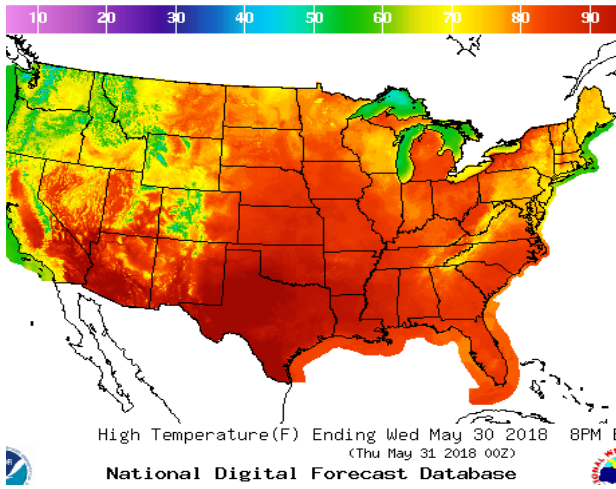 10 20 30 40 50 60 70 80 90
High Temperature(F) Ending Wed May 30 2018 8PM E
(Thu May 31 2018 00Z)
National Digital Forecast Database